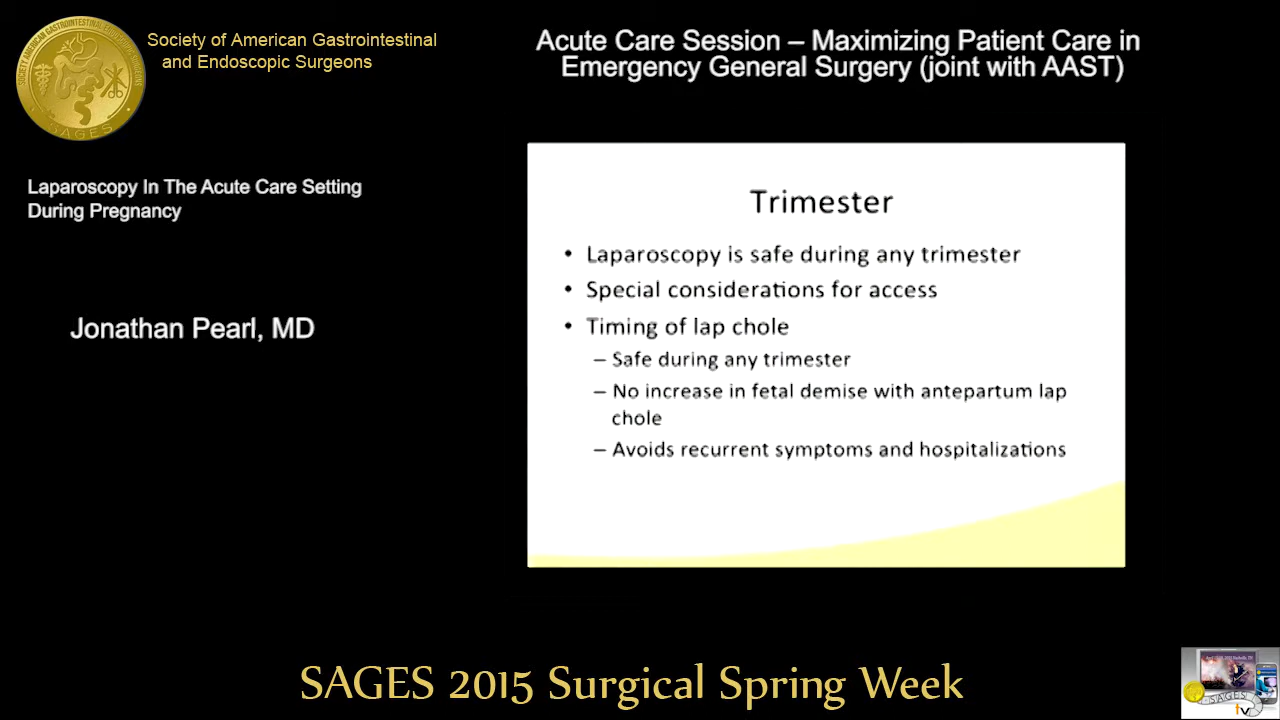 Society of American Gastrointestinal
and Endoscopic Surgeons
Acute Care Session – Maximizing Patient Care in
Emergency General Surgery (joint with AAST)
SAGES
Laparoscopy In The Acute Care Setting
During Pregnancy
Jonathan Pearl, MD
Trimester
• Laparoscopy is safe during any trimester
• Special considerations for access
• Timing of lap chole
– Safe during any trimester
– No increase in fetal demise with antepartum lap
chole
– Avoids recurrent symptoms and hospitalizations
SAGES 2015 Surgical Spring Week
SAGES
tv